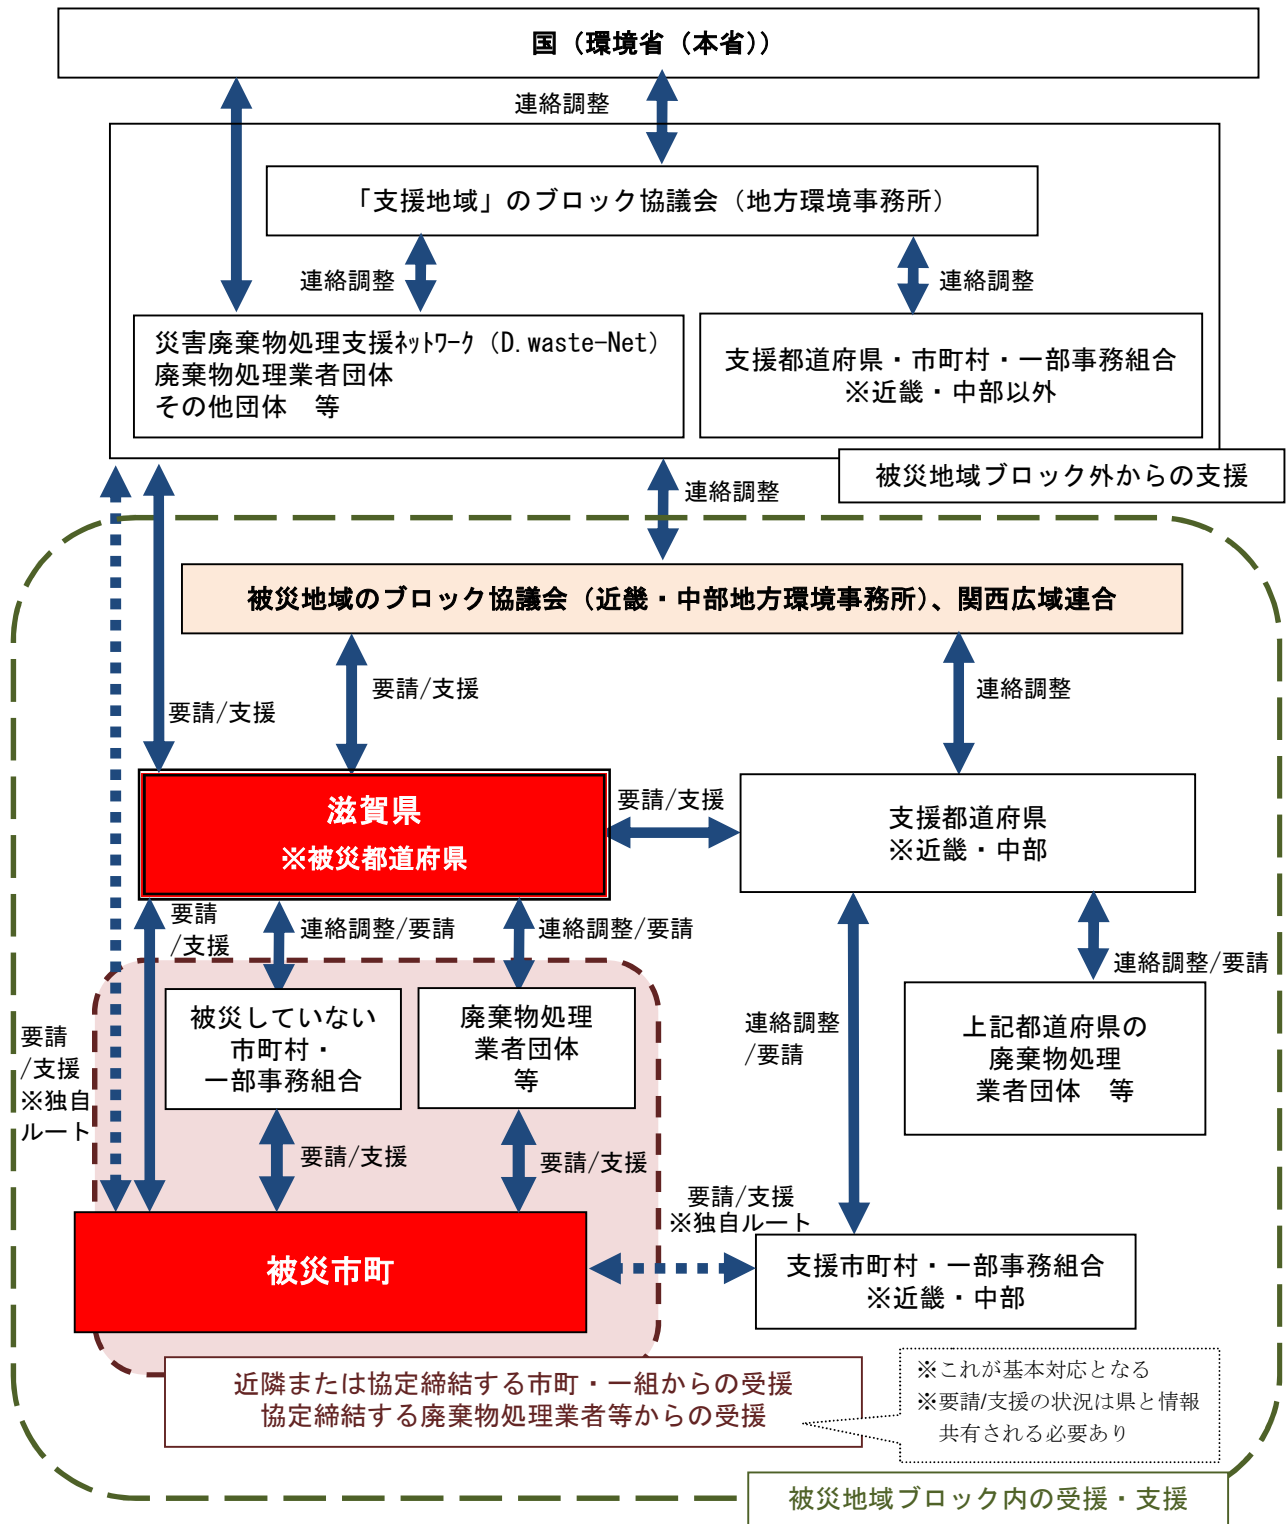 国（環境省（本省））
連絡調整
「支援地域」のブロック協議会（地方環境事務所）
連絡調整
連絡調整
災害廃棄物処理支援ﾈｯﾄﾜｰｸ（D.waste-Net）
廃棄物処理業者団体
その他団体　等
支援都道府県・市町村・一部事務組合
※近畿・中部以外
被災地域ブロック外からの支援
連絡調整
被災地域のブロック協議会（近畿・中部地方環境事務所）、関西広域連合
要請/支援
要請/支援
連絡調整
滋賀県
※被災都道府県
要請/支援
支援都道府県
※近畿・中部
要請
/支援
連絡調整/要請
連絡調整/要請
連絡調整/要請
被災していない
市町村・
一部事務組合
廃棄物処理
業者団体
等
連絡調整
/要請
上記都道府県の
廃棄物処理
業者団体　等
要請
/支援
※独自
ルート
要請/支援
要請/支援
要請/支援
※独自ルート
被災市町
支援市町村・一部事務組合
※近畿・中部
近隣または協定締結する市町・一組からの受援
協定締結する廃棄物処理業者等からの受援
※これが基本対応となる
※要請/支援の状況は県と情報
共有される必要あり
被災地域ブロック内の受援・支援